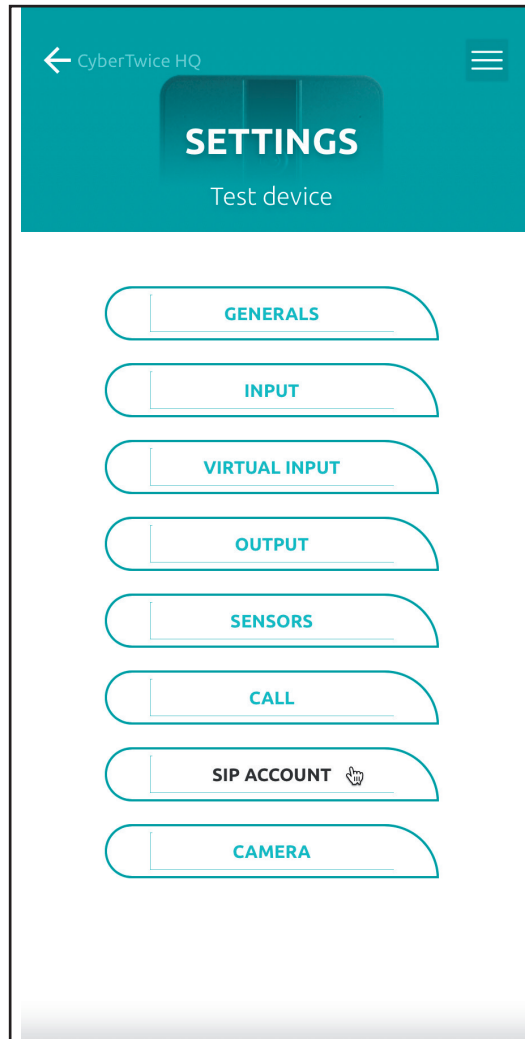 CyberTwice HQ
SETTINGS
Test device
GENERALS
INPUT
VIRTUAL INPUT
OUTPUT
SENSORS
CALL
SIP ACCOUNT
CAMERA